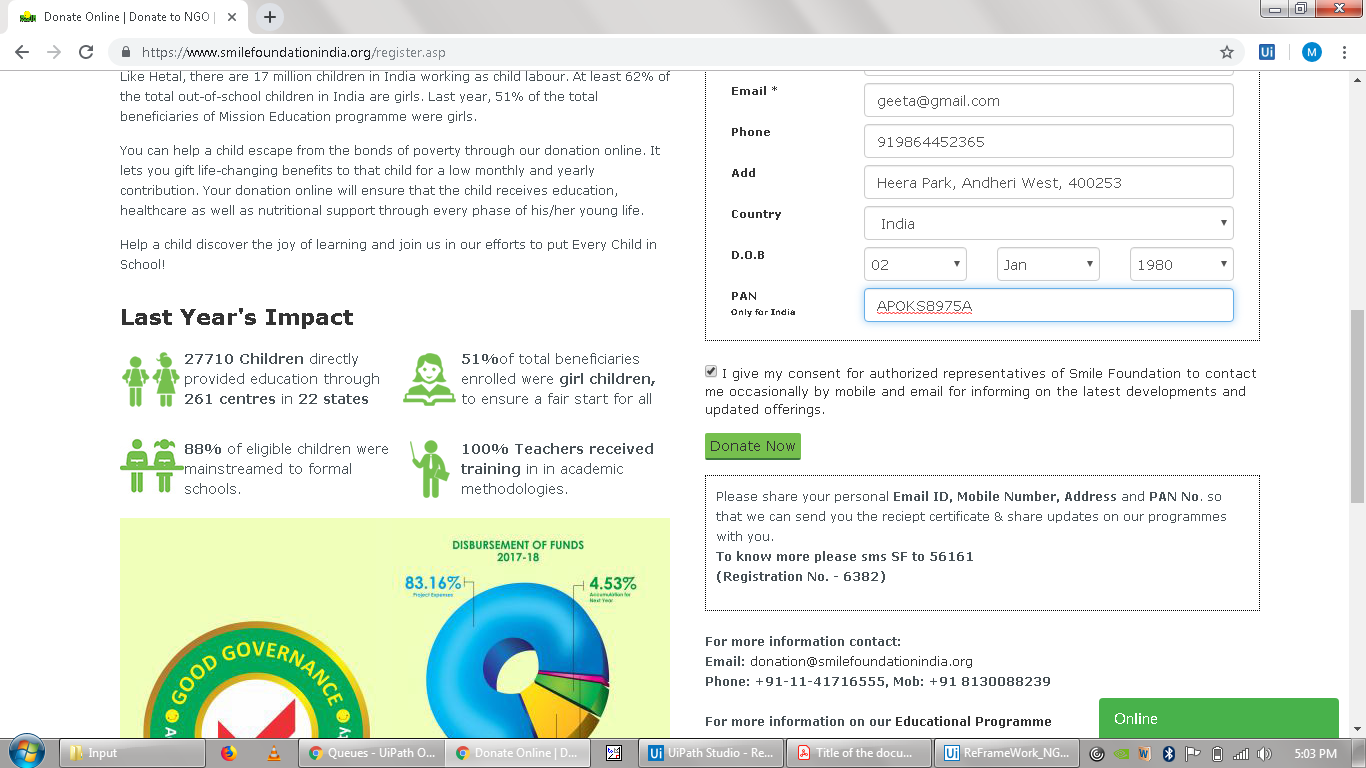 Donate Online | Donate to NGO |
https://www.smilefoundationindia.org/register.asp
Ui
M
Like Hetal, there are 17 million children in India working as child labour. At least 62% of
the total out-of-school children in India are girls. Last year, 51% of the total
beneficiaries of Mission Education programme were girls.
You can help a child escape from the bonds of poverty through our donation online. It
lets you gift life-changing benefits to that child for a low monthly and yearly
contribution. Your donation online will ensure that the child receives education,
healthcare as well as nutritional support through every phase of his/her young life.
Help a child discover the joy of learning and join us in our efforts to put Every Child in
School!
Last Year's Impact
27710 Children directly
provided education through
261 centres in 22 states
51%of total beneficiaries
enrolled were girl children,
to ensure a fair start for all
88% of eligible children were
mainstreamed to formal
schools.
100% Teachers received
training in in academic
methodologies.
DISBURSEMENT OF FUNDS
2017-18
83.16%
Project Expenses
4.53%
Accumulation for
Next Year
GOOD GOVERNANCE
Email *
geeta@gmail.com
Phone
919864452365
Add
Heera Park, Andheri West, 400253
Country
India
D.O.B
02 Jan 1980
PAN
Only for India
APOKS8975A
I give my consent for authorized representatives of Smile Foundation to contact
me occasionally by mobile and email for informing on the latest developments and
updated offerings.
Donate Now
Please share your personal Email ID, Mobile Number, Address and PAN No. so
that we can send you the reciept certificate & share updates on our programmes
with you.
To know more please sms SF to 56161
(Registration No. - 6382)
For more information contact:
Email: donation@smilefoundationindia.org
Phone: +91-11-41716555, Mob: +91 8130088239
For more information on our Educational Programme
Online
Input
Queues - UiPath O...
Donate Online | D...
Ui UiPath Studio - Re...
Title of the docu...
Ui ReFrameWork_NG...
5:03 PM